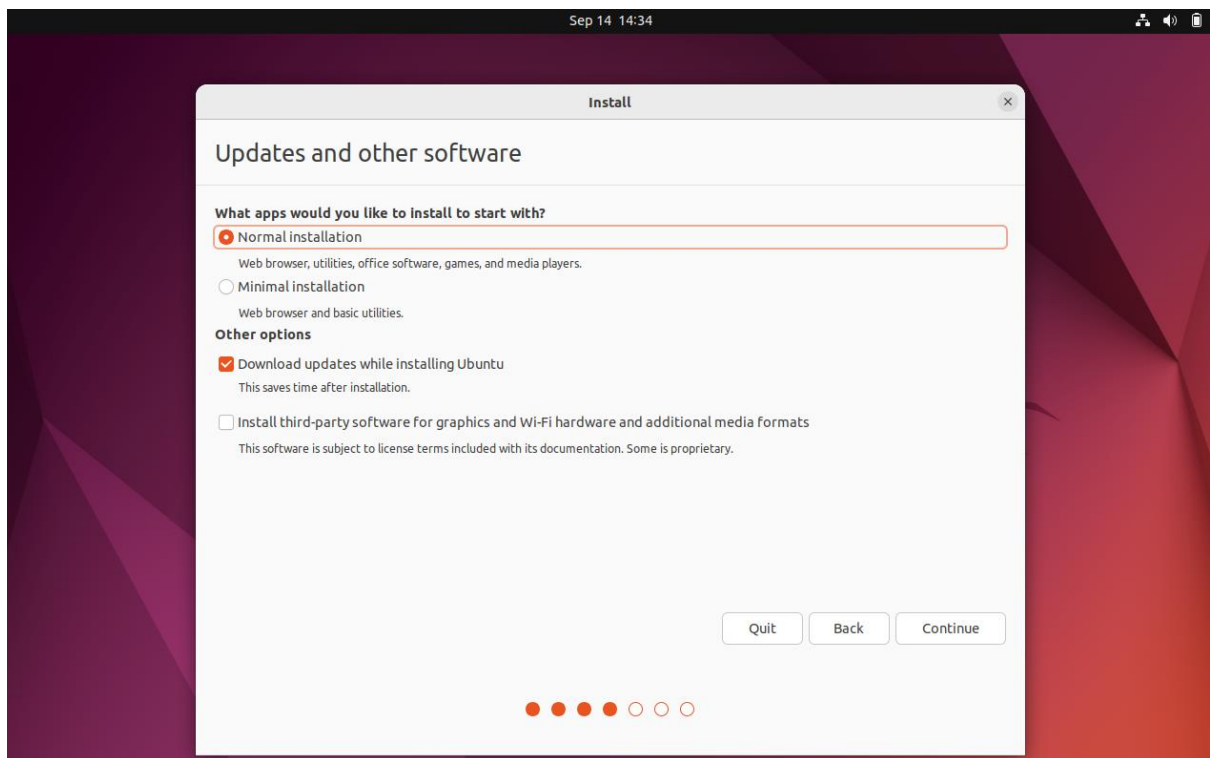 Sep 14 14:34
Install
Updates and other software
What apps would you like to install to start with?
Normal installation
Web browser, utilities, office software, games, and media players.
Minimal installation
Web browser and basic utilities.
Other options
Download updates while installing Ubuntu
This saves time after installation.
Install third-party software for graphics and Wi-Fi hardware and additional media formats
This software is subject to license terms included with its documentation. Some is proprietary.
Quit Back Continue